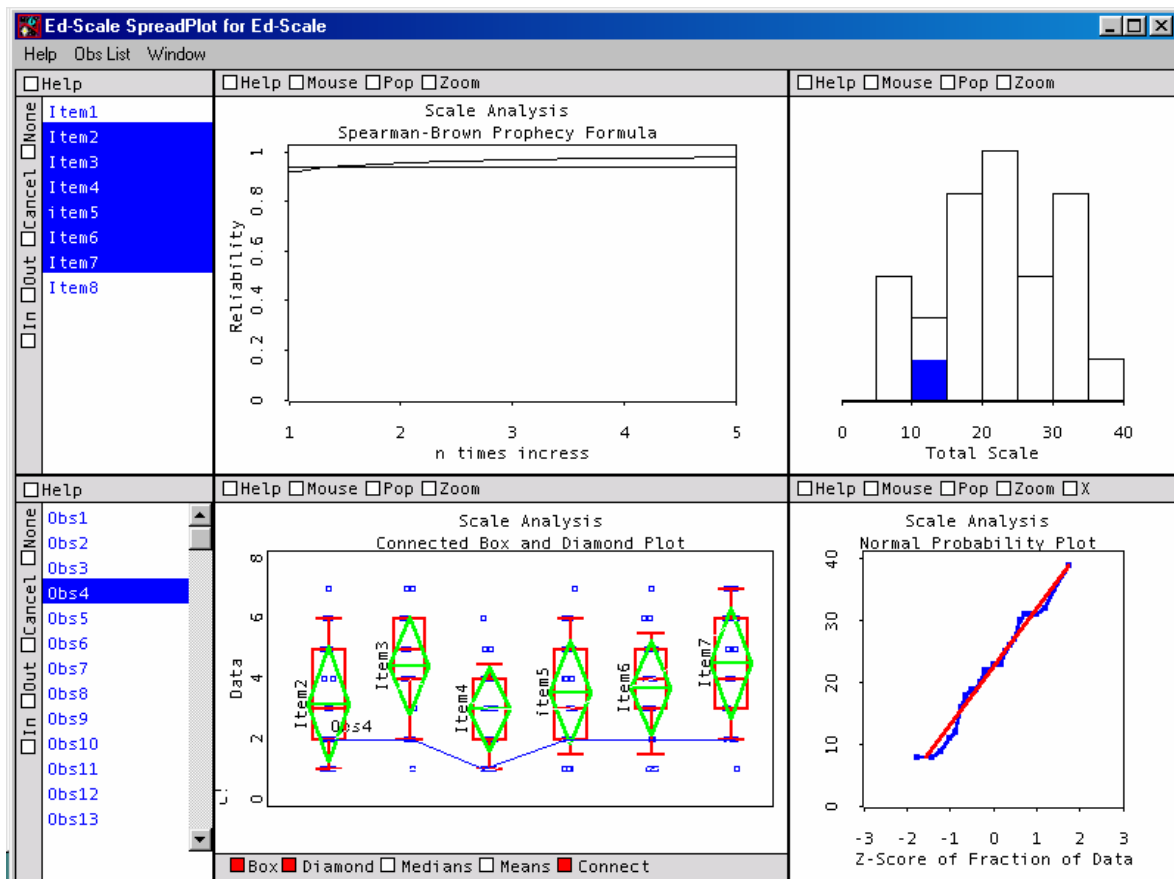 Ed-Scale SpreadPlot for Ed-Scale
Help Obs List Window
Help
None
Cancel
Out
In
Item1
Item2
Item3
Item4
item5
Item6
Item7
Item8
Help Mouse Pop Zoom
Scale Analysis
Spearman-Brown Prophecy Formula
Reliability
1
0.8
0.6
0.4
0.2
0
1 2 3 4 5
n times incress
Help Mouse Pop Zoom
0 10 20 30 40
Total Scale
Help
None
Cancel
Out
In
Obs1
Obs2
Obs3
Obs4
Obs5
Obs6
Obs7
Obs8
Obs9
Obs10
Obs11
Obs12
Obs13
Help Mouse Pop Zoom
Scale Analysis
Connected Box and Diamond Plot
Data
8
6
4
2
0
Item2
Item3
Item4
item5
Item6
Item7
Obs4
Box Diamond Medians Means Connect
Help Mouse Pop Zoom X
Scale Analysis
Normal Probability Plot
40
30
20
10
0
-3 -2 -1 0 1 2 3
Z-Score of Fraction of Data